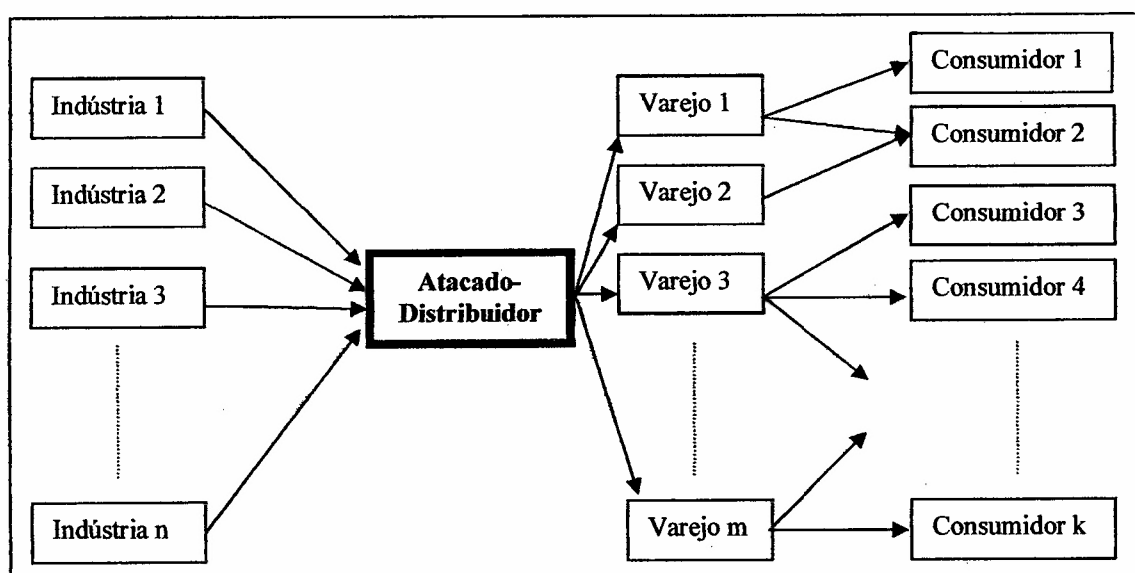 Indústria 1
Indústria 2
Indústria 3
Indústria n
Atacado-
Distribuidor
Varejo 1
Varejo 2
Varejo 3
Varejo m
Consumidor 1
Consumidor 2
Consumidor 3
Consumidor 4
Consumidor k